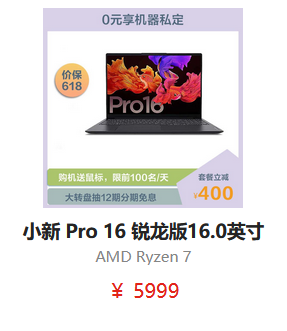 0元享机器私定
价保
618
Pro16
购机送鼠标，限前100名/天
大转盘抽12期分期免息
套餐立减
¥400
小新 Pro 16 锐龙版16.0英寸
AMD Ryzen 7
¥ 5999